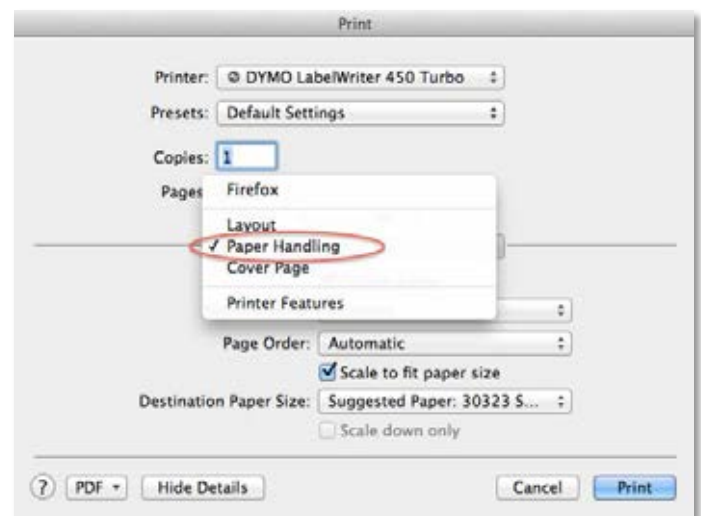 Print
Printer: DYMO LabelWriter 450 Turbo
Presets: Default Settings
Copies: 1
Pages
Firefox
Layout
✓ Paper Handling
Cover Page
Printer Features
Page Order: Automatic
Scale to fit paper size
Destination Paper Size: Suggested Paper: 30323 S...
Scale down only
? PDF Hide Details Cancel Print